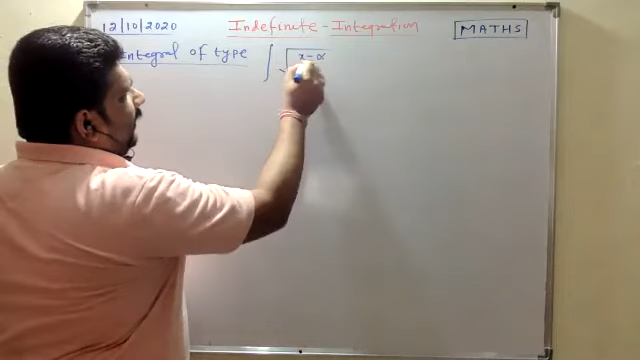 12/10/2020
Indefinite - Integration
MATHS
Integral of type ∫ √ x-α